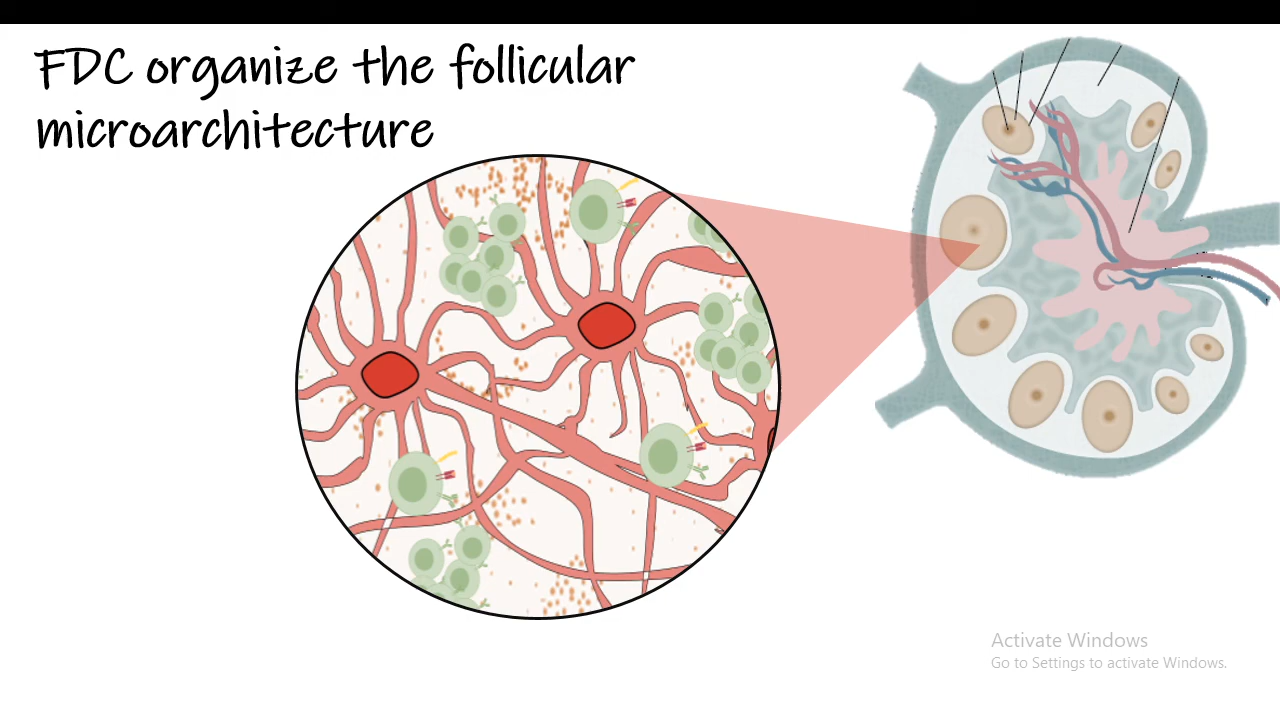 FDC organize the follicular
microarchitecture
Activate Windows
Go to Settings to activate Windows.